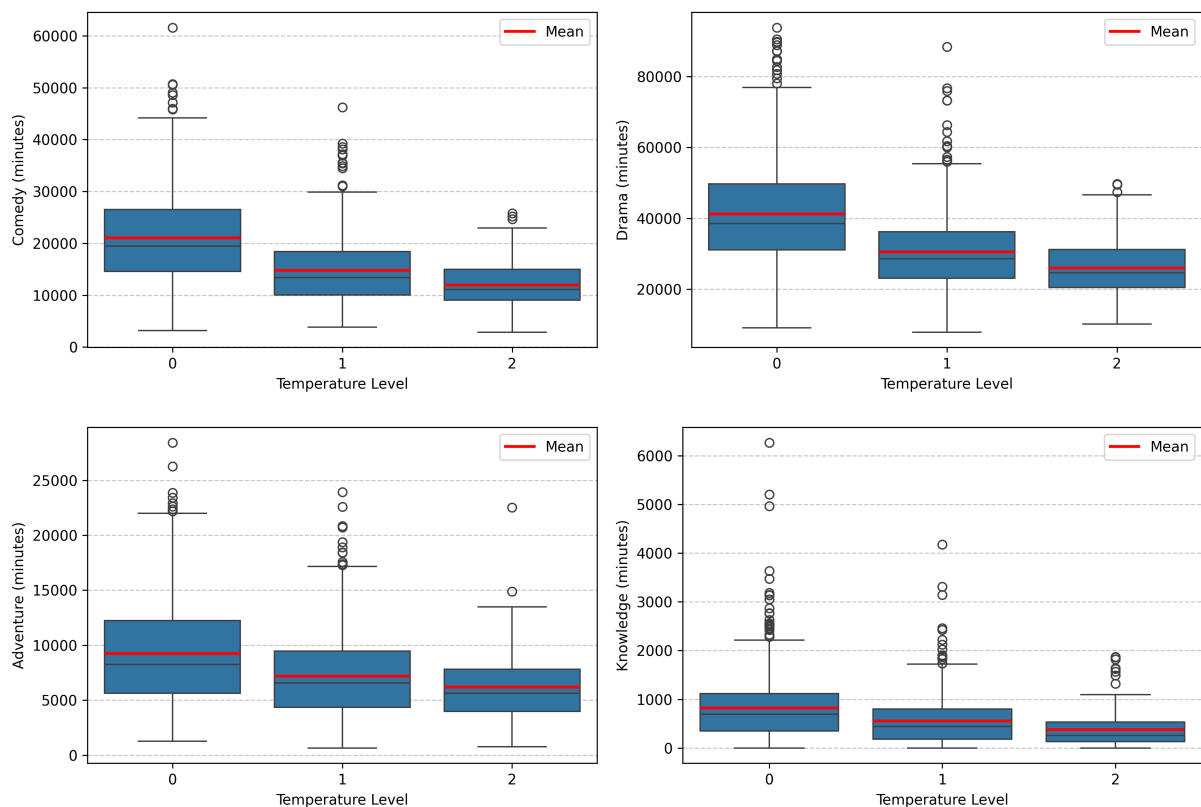 60000
50000
40000
30000
20000
10000
0
Comedy (minutes)
Mean
0 1 2
Temperature Level
80000
60000
40000
20000
Drama (minutes)
Mean
0 1 2
Temperature Level
25000
20000
15000
10000
5000
0
Adventure (minutes)
Mean
0 1 2
Temperature Level
6000
5000
4000
3000
2000
1000
0
Knowledge (minutes)
Mean
0 1 2
Temperature Level